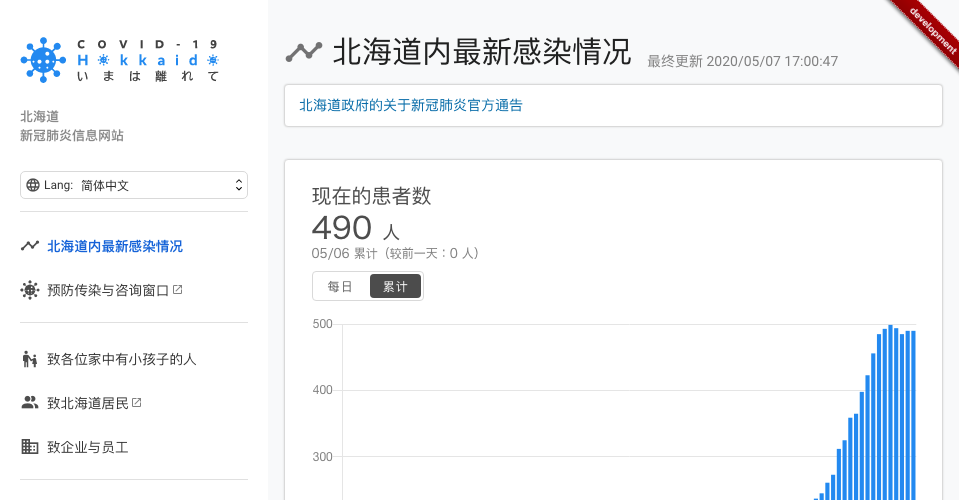 COVID-19
Hokkaido
いまは離れて
北海道
新冠肺炎信息网站
Lang: 简体中文
北海道内最新感染情况
预防传染与咨询窗口
致各位家中有小孩子的人
致北海道居民
致企业与员工
北海道内最新感染情况 最终更新 2020/05/07 17:00:47
development
北海道政府的关于新冠肺炎官方通告
现在的患者数
490 人
05/06 累计（较前一天：0 人）
每日 累计
500
400
300